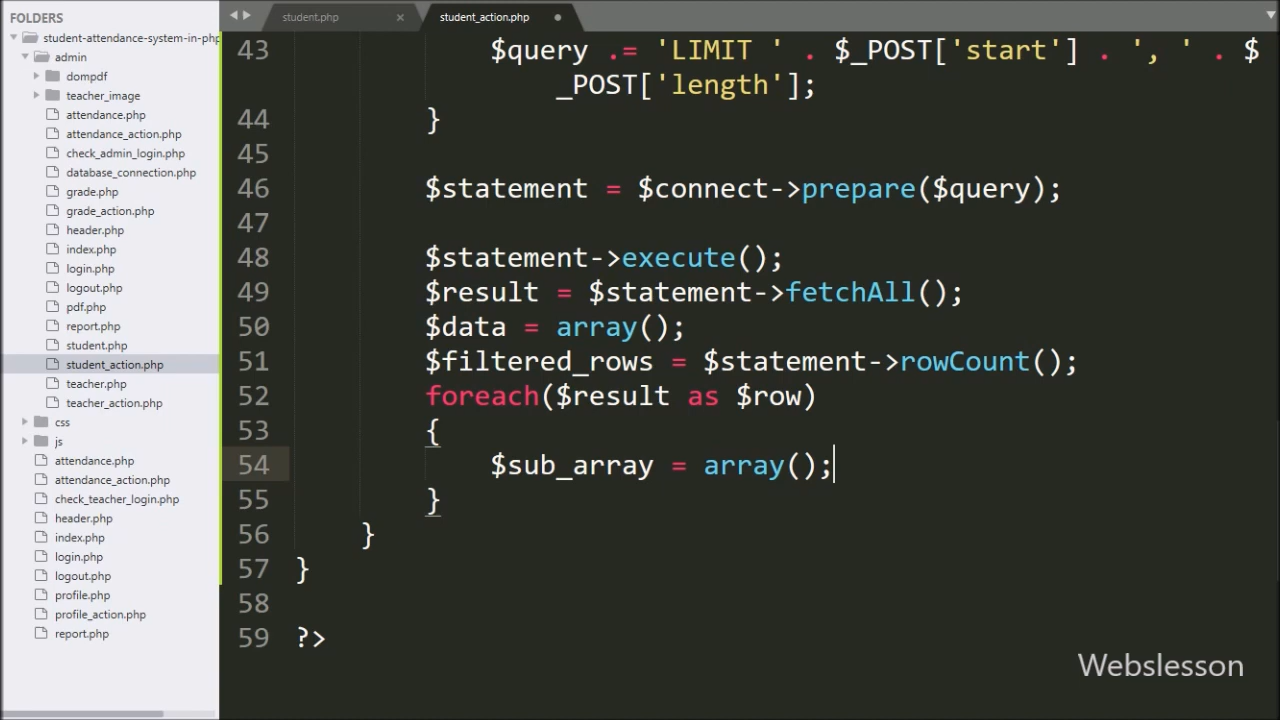 FOLDERS
student-attendance-system-in-php
admin
dompdf
teacher_image
attendance.php
attendance_action.php
check_admin_login.php
database_connection.php
grade.php
grade_action.php
header.php
index.php
login.php
logout.php
pdf.php
report.php
student.php
student_action.php
teacher.php
teacher_action.php
css
js
attendance.php
attendance_action.php
check_teacher_login.php
header.php
index.php
login.php
logout.php
profile.php
profile_action.php
report.php
student.php
student_action.php
43 $query .= 'LIMIT ' . $_POST['start'] . ', ' . $
_POST['length'];
44 }
45
46 $statement = $connect->prepare($query);
47
48 $statement->execute();
49 $result = $statement->fetchAll();
50 $data = array();
51 $filtered_rows = $statement->rowCount();
52 foreach($result as $row)
53 {
54 $sub_array = array();
55 }
56 }
57 }
58
59 ?>
Webslesson